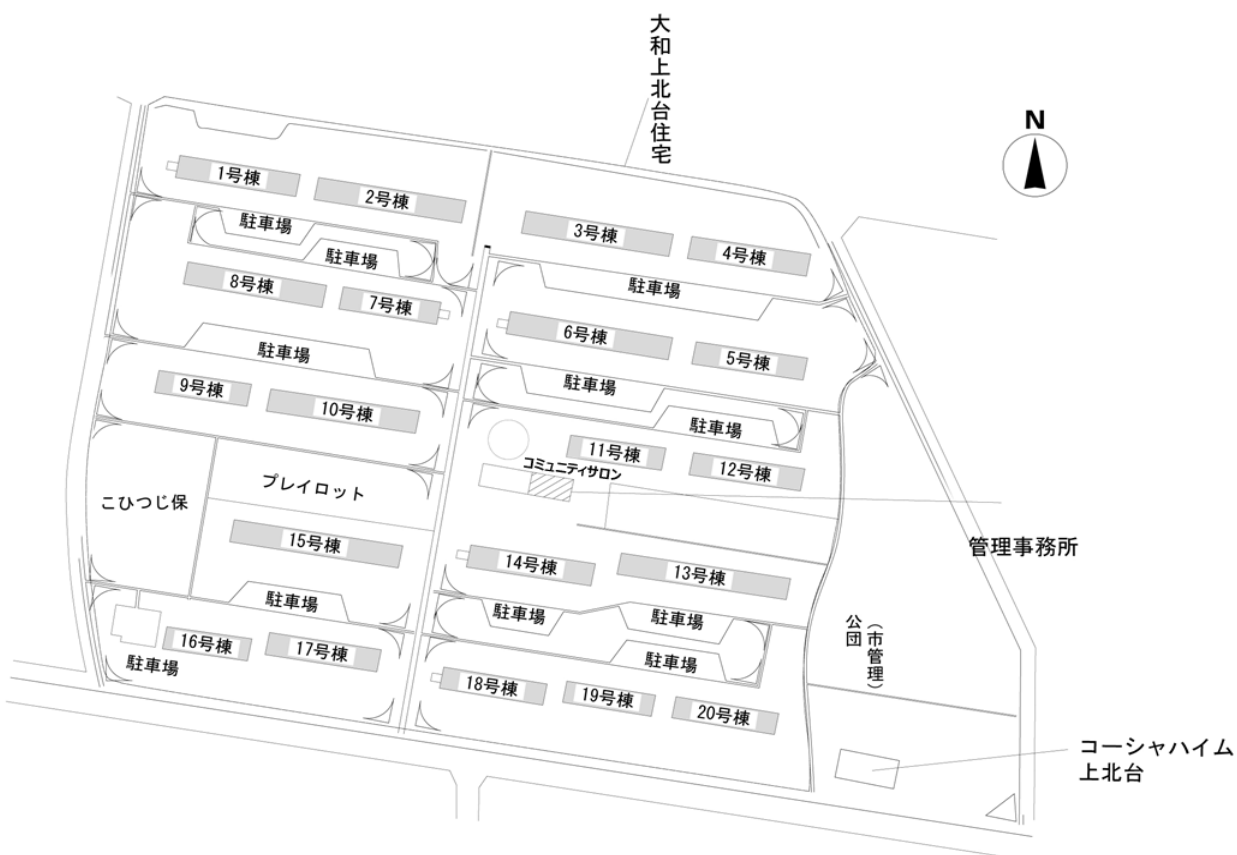 大和上北台住宅
N
1号棟
2号棟
3号棟
4号棟
駐車場
駐車場
駐車場
8号棟
7号棟
6号棟
5号棟
駐車場
駐車場
駐車場
9号棟
10号棟
11号棟
12号棟
コミュニティサロン
こひつじ保
プレイロット
管理事務所
15号棟
14号棟
13号棟
駐車場
駐車場
駐車場
駐車場
16号棟
17号棟
駐車場
18号棟
19号棟
20号棟
(市管理)
公団
コーシャハイム
上北台